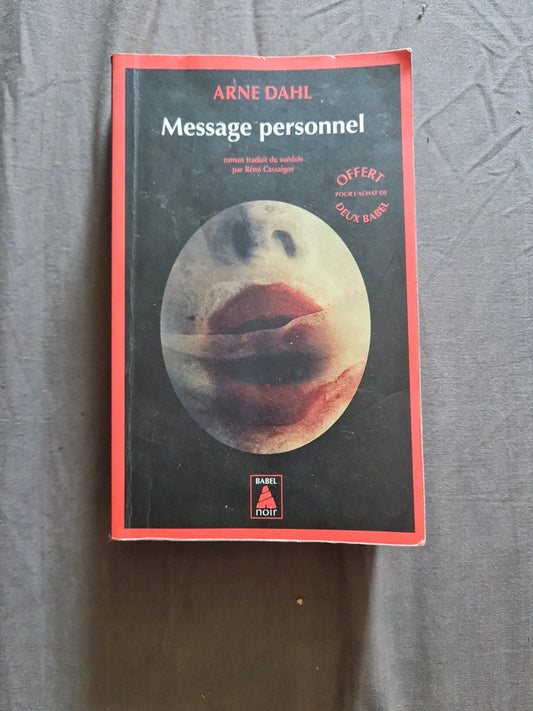 ARNE DAHL
Message personnel
roman traduit du suédois
par Rémi Cassaigne
OFFERT
POUR L'ACHAT DE
DEUX BABEL
BABEL
noir